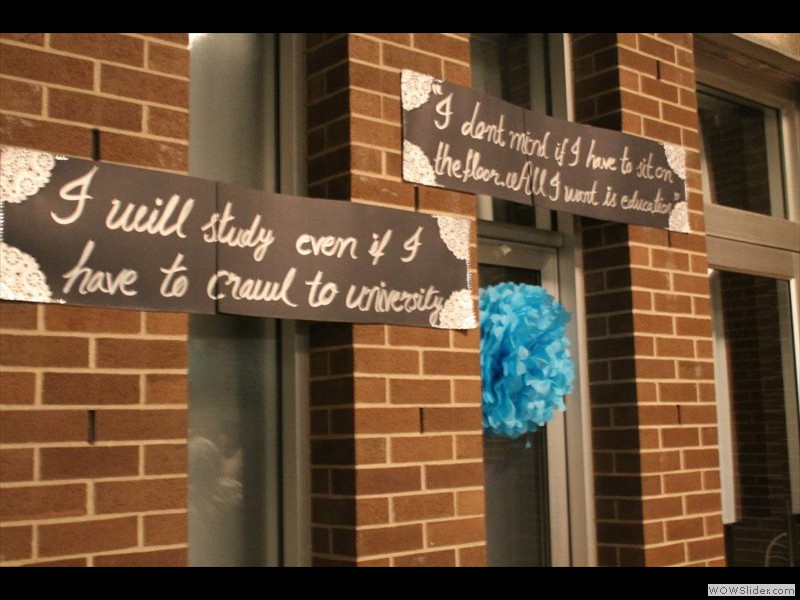 I will study even if I
have to crawl to university
"I dont mind if I have to sit on
the floor. All I want is education"
WOWSlider.com